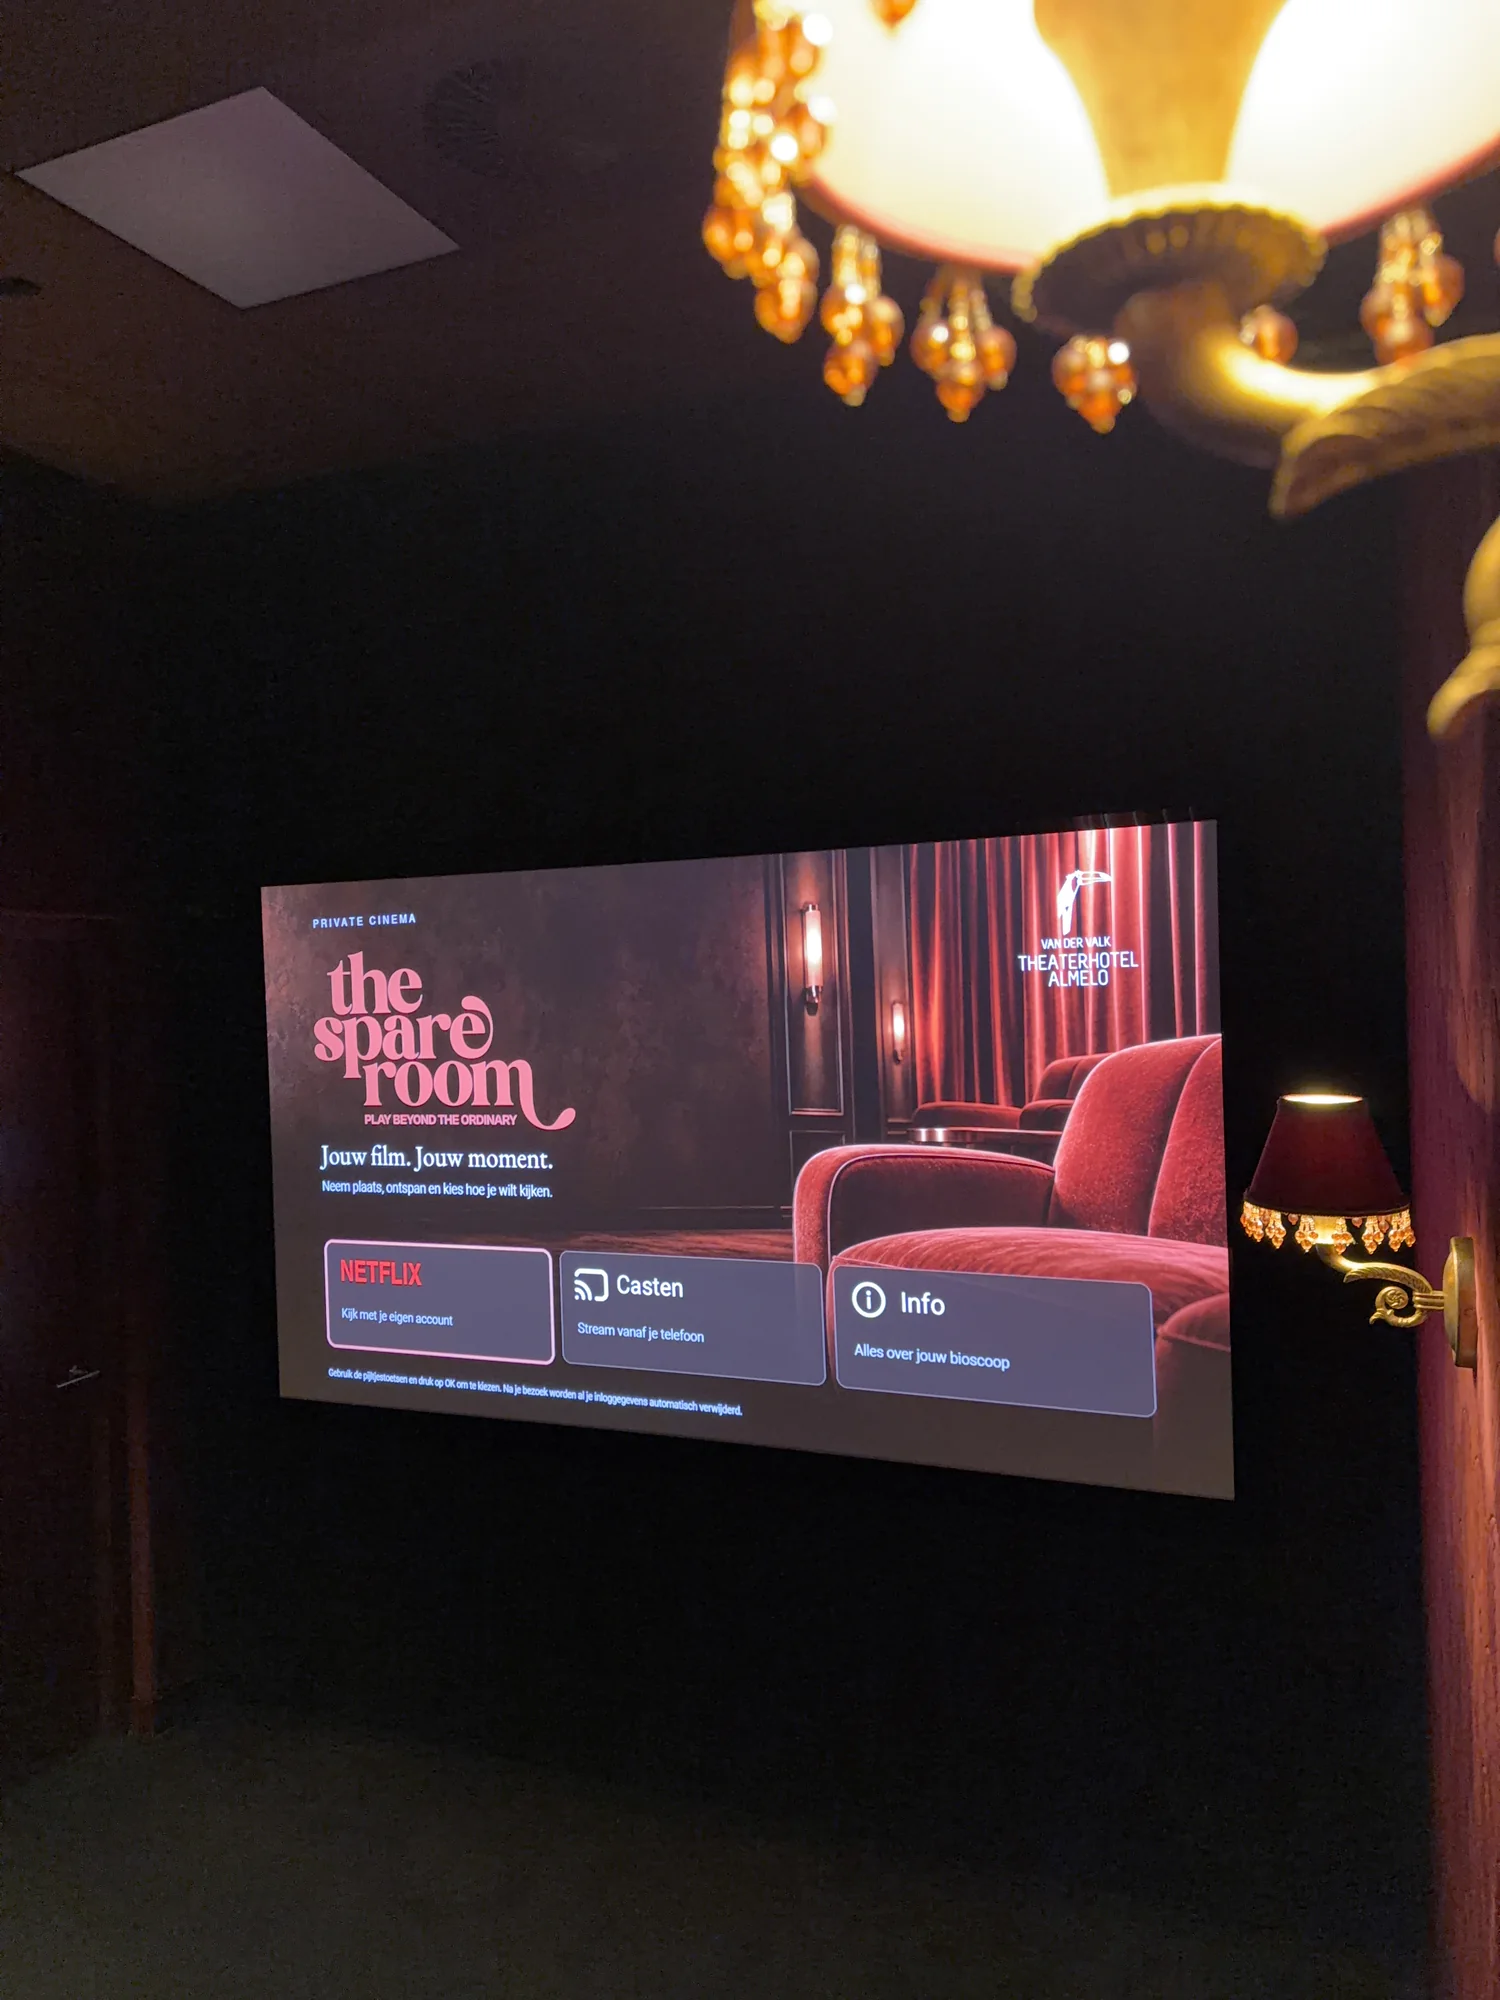 PRIVATE CINEMA
the
spare
room
PLAY BEYOND THE ORDINARY
Jouw film. Jouw moment.
Neem plaats, ontspan en kies hoe je wilt kijken.
VAN DER VALK
THEATERHOTEL
ALMELO
NETFLIX
Kijk met je eigen account
Casten
Stream vanaf je telefoon
Info
Alles over jouw bioscoop
Gebruik de pijltjestoetsen en druk op OK om te kiezen. Na je bezoek worden al je inloggegevens automatisch verwijderd.